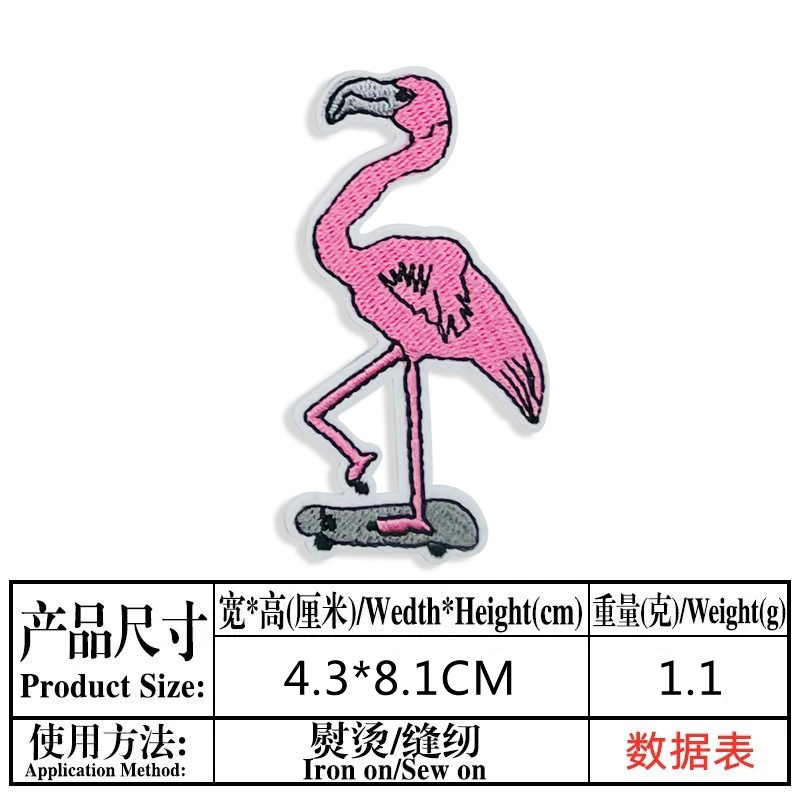 产品尺寸
Product Size:
宽*高(厘米)/Wedth*Height(cm)
重量(克)/Weight(g)
4.3*8.1CM
1.1
使用方法:
Application Method:
熨烫/缝纫
Iron on/Sew on
数据表